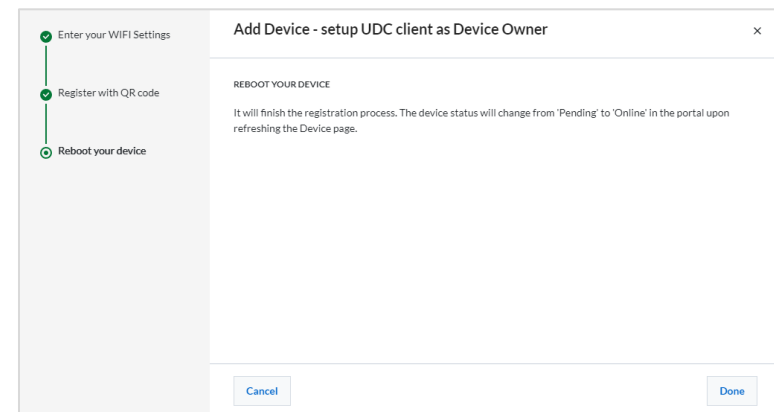 Enter your WIFI Settings
Register with QR code
Reboot your device
Add Device - setup UDC client as Device Owner
×
REBOOT YOUR DEVICE
It will finish the registration process. The device status will change from 'Pending' to 'Online' in the portal upon
refreshing the Device page.
Cancel
Done